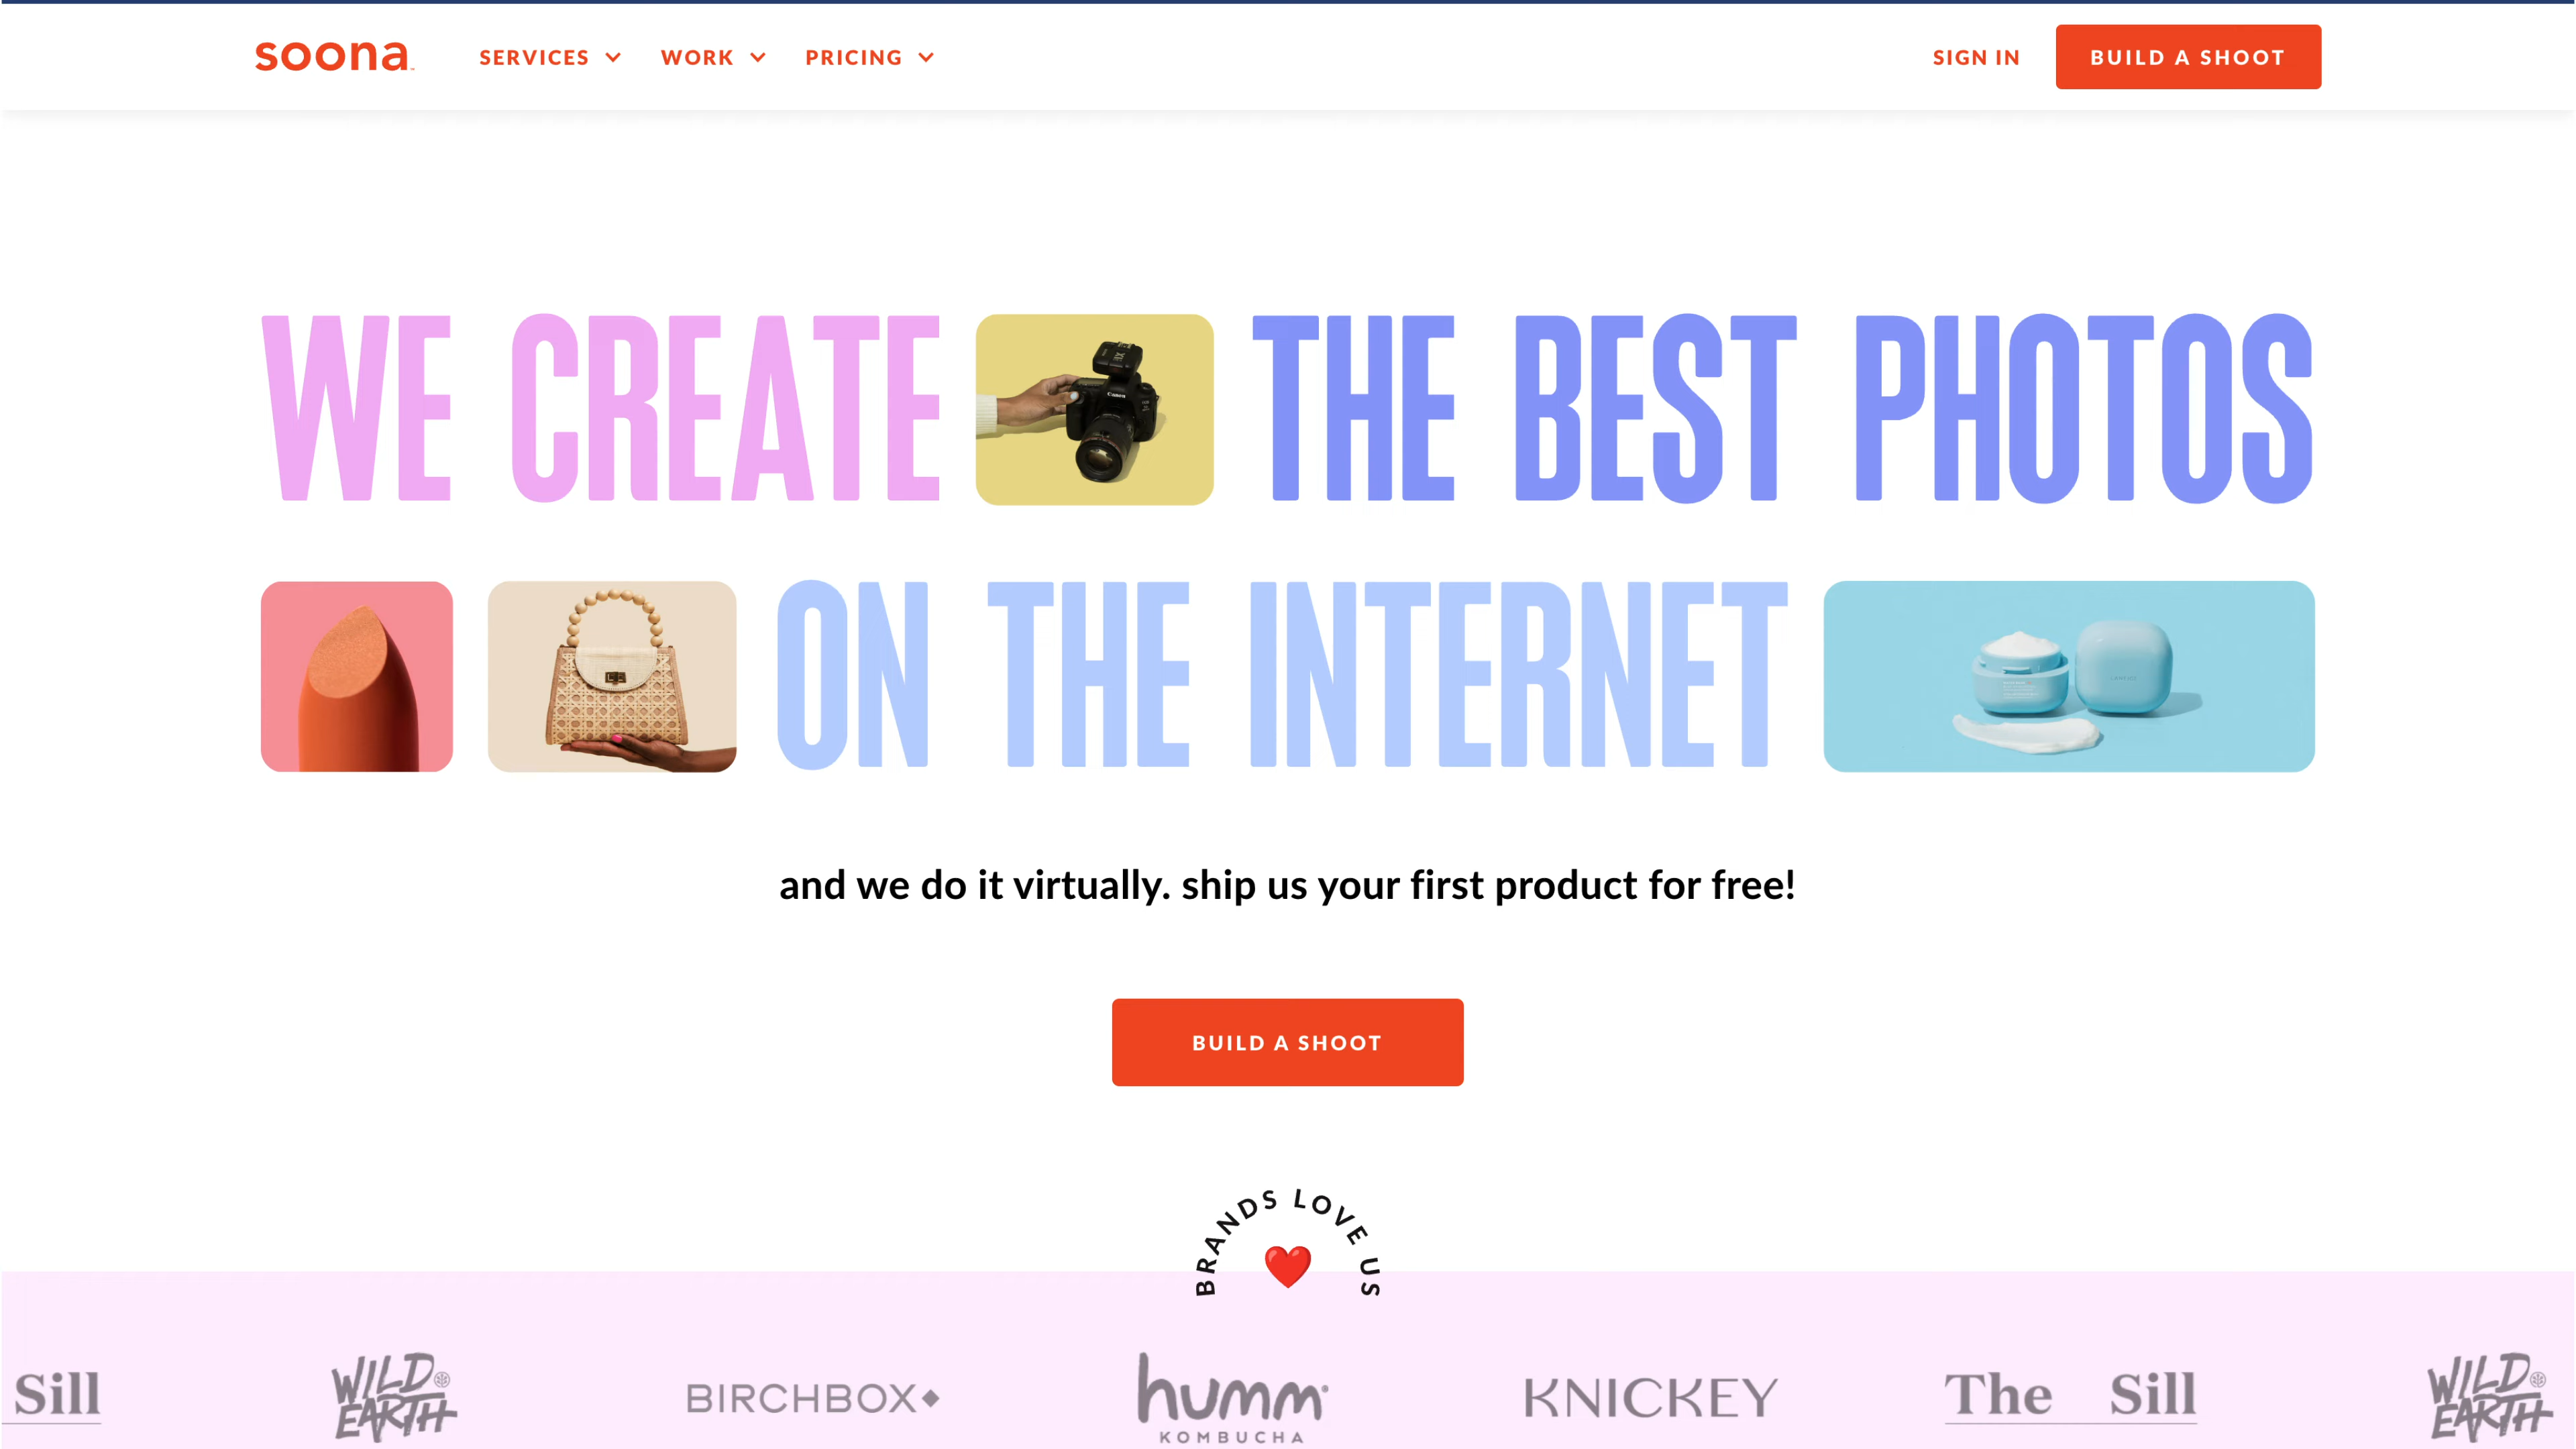 soona
SERVICES
WORK
PRICING
SIGN IN
BUILD A SHOOT
WE CREATE THE BEST PHOTOS
ON THE INTERNET
and we do it virtually. ship us your first product for free!
BUILD A SHOOT
BRANDS LOVE US
Sill
WILD EARTH
BIRCHBOX
humm
KOMBUCHA
KNICKEY
The Sill
WILD EARTH
Canon